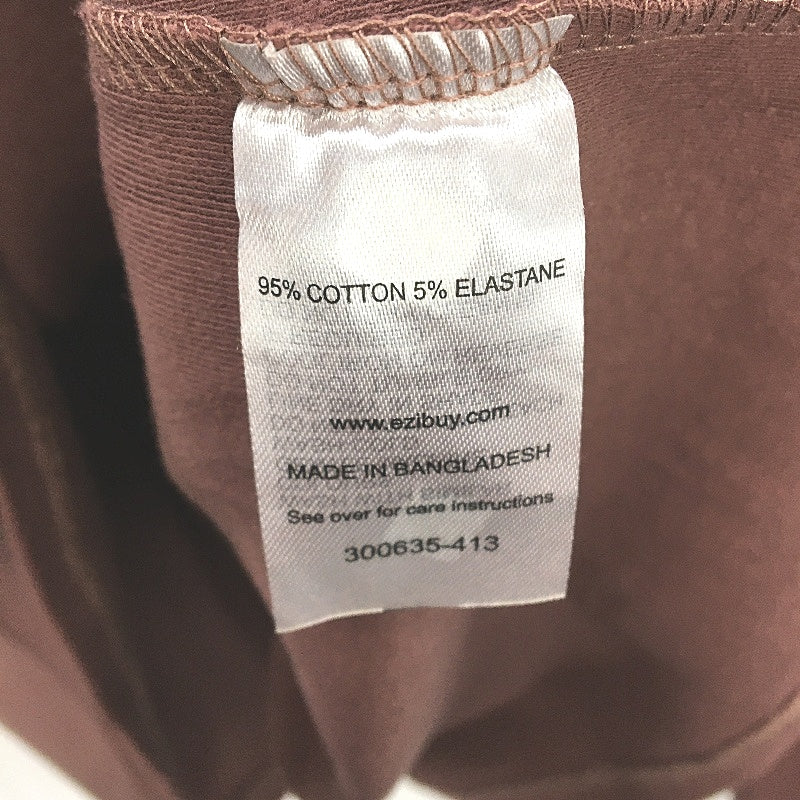 95% COTTON 5% ELASTANE
www.ezibuy.com
MADE IN BANGLADESH
See over for care instructions
300635-413